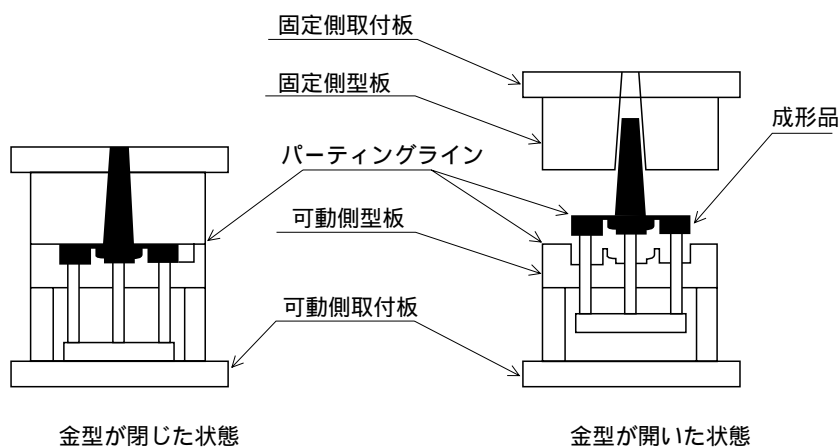 固定側取付板
固定側型板
成形品
パーティングライン
可動側型板
可動側取付板
金型が閉じた状態
金型が開いた状態